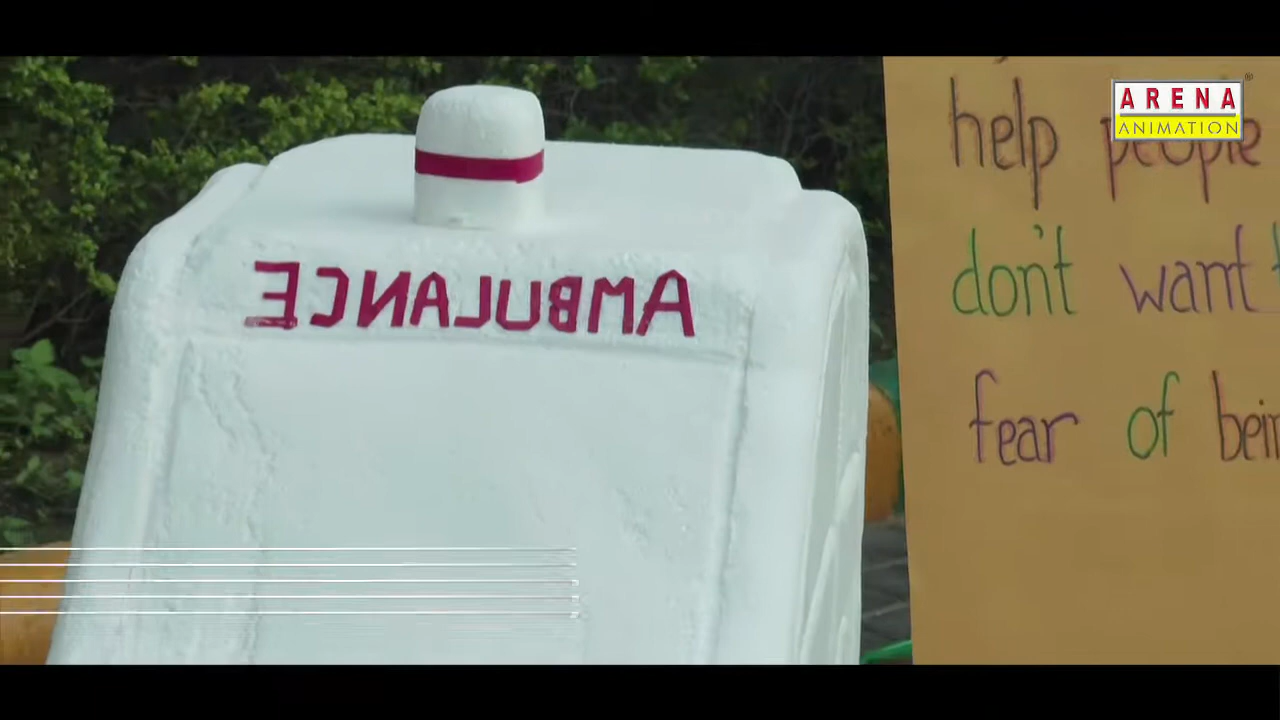 AMBULANCE
help people
don't want
fear of
ARENA
ANIMATION